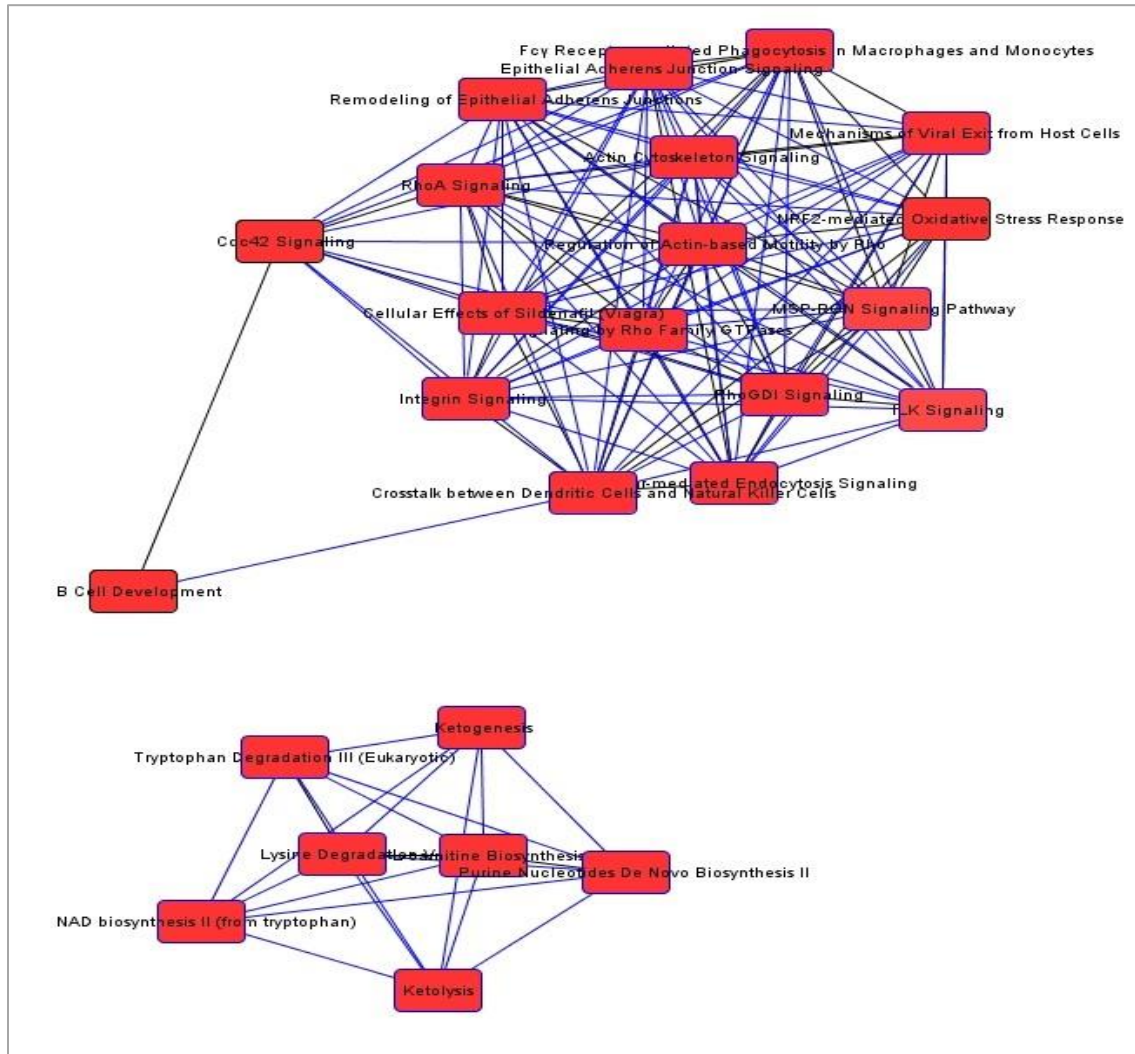 Fcγ Receptor-mediated Phagocytosis in Macrophages and Monocytes
Epithelial Adherens Junction Signaling
Remodeling of Epithelial Adherens Junctions
Mechanisms of Viral Exit from Host Cells
Actin Cytoskeleton Signaling
RhoA Signaling
NRF2-mediated Oxidative Stress Response
Cdc42 Signaling
Regulation of Actin-based Motility by Rho
MSP-RON Signaling Pathway
Cellular Effects of Sildenafil (Viagra)
by Rho Family GTPases
RhoGDI Signaling
Integrin Signaling
ILK Signaling
-mediated Endocytosis Signaling
Crosstalk between Dendritic Cells and Natural Killer Cells
B Cell Development
Ketogenesis
Tryptophan Degradation III (Eukaryotic)
Lysine Degradation
Biosynthesis
Purine Nucleotides De Novo Biosynthesis II
NAD biosynthesis II (from tryptophan)
Ketolysis